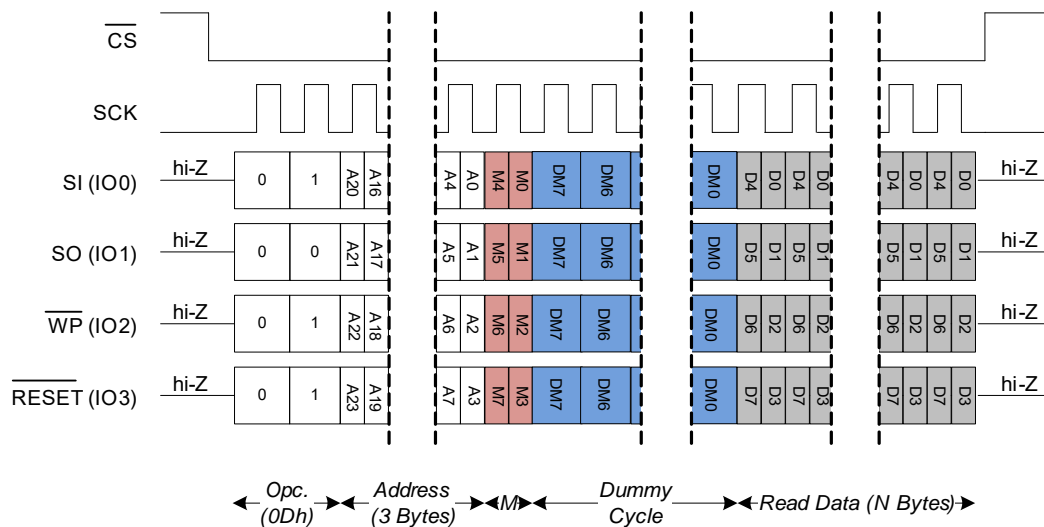 CS
SCK
SI (IO0) hi-Z 0 1 A20 A16 A4 A0 M4 M0 DM7 DM6 DM0 D4 D0 D4 D0 D4 D0 D4 D0 hi-Z
SO (IO1) hi-Z 0 0 A21 A17 A5 A1 M5 M1 DM7 DM6 DM0 D5 D1 D5 D1 D5 D1 D5 D1 hi-Z
WP (IO2) hi-Z 0 1 A22 A18 A6 A2 M6 M2 DM7 DM6 DM0 D6 D2 D6 D2 D6 D2 D6 D2 hi-Z
RESET (IO3) hi-Z 0 1 A23 A19 A7 A3 M7 M3 DM7 DM6 DM0 D7 D3 D7 D3 D7 D3 D7 D3 hi-Z
Opc. Address M Dummy Read Data (N Bytes)
(0Dh) (3 Bytes) Cycle